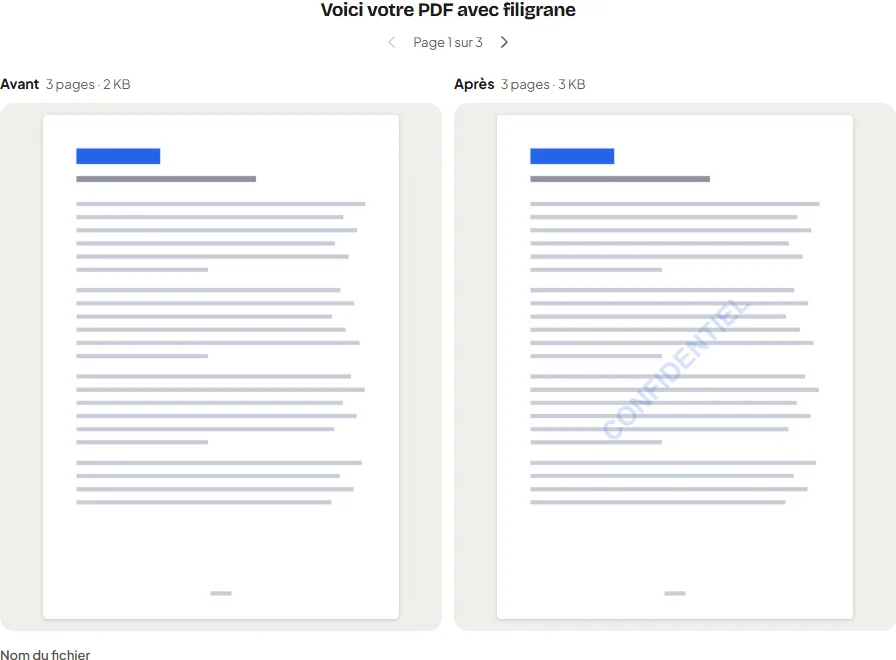 Voici votre PDF avec filigrane
Page 1 sur 3
Avant 3 pages · 2 KB
Après 3 pages · 3 KB
CONFIDENTIEL
Nom du fichier